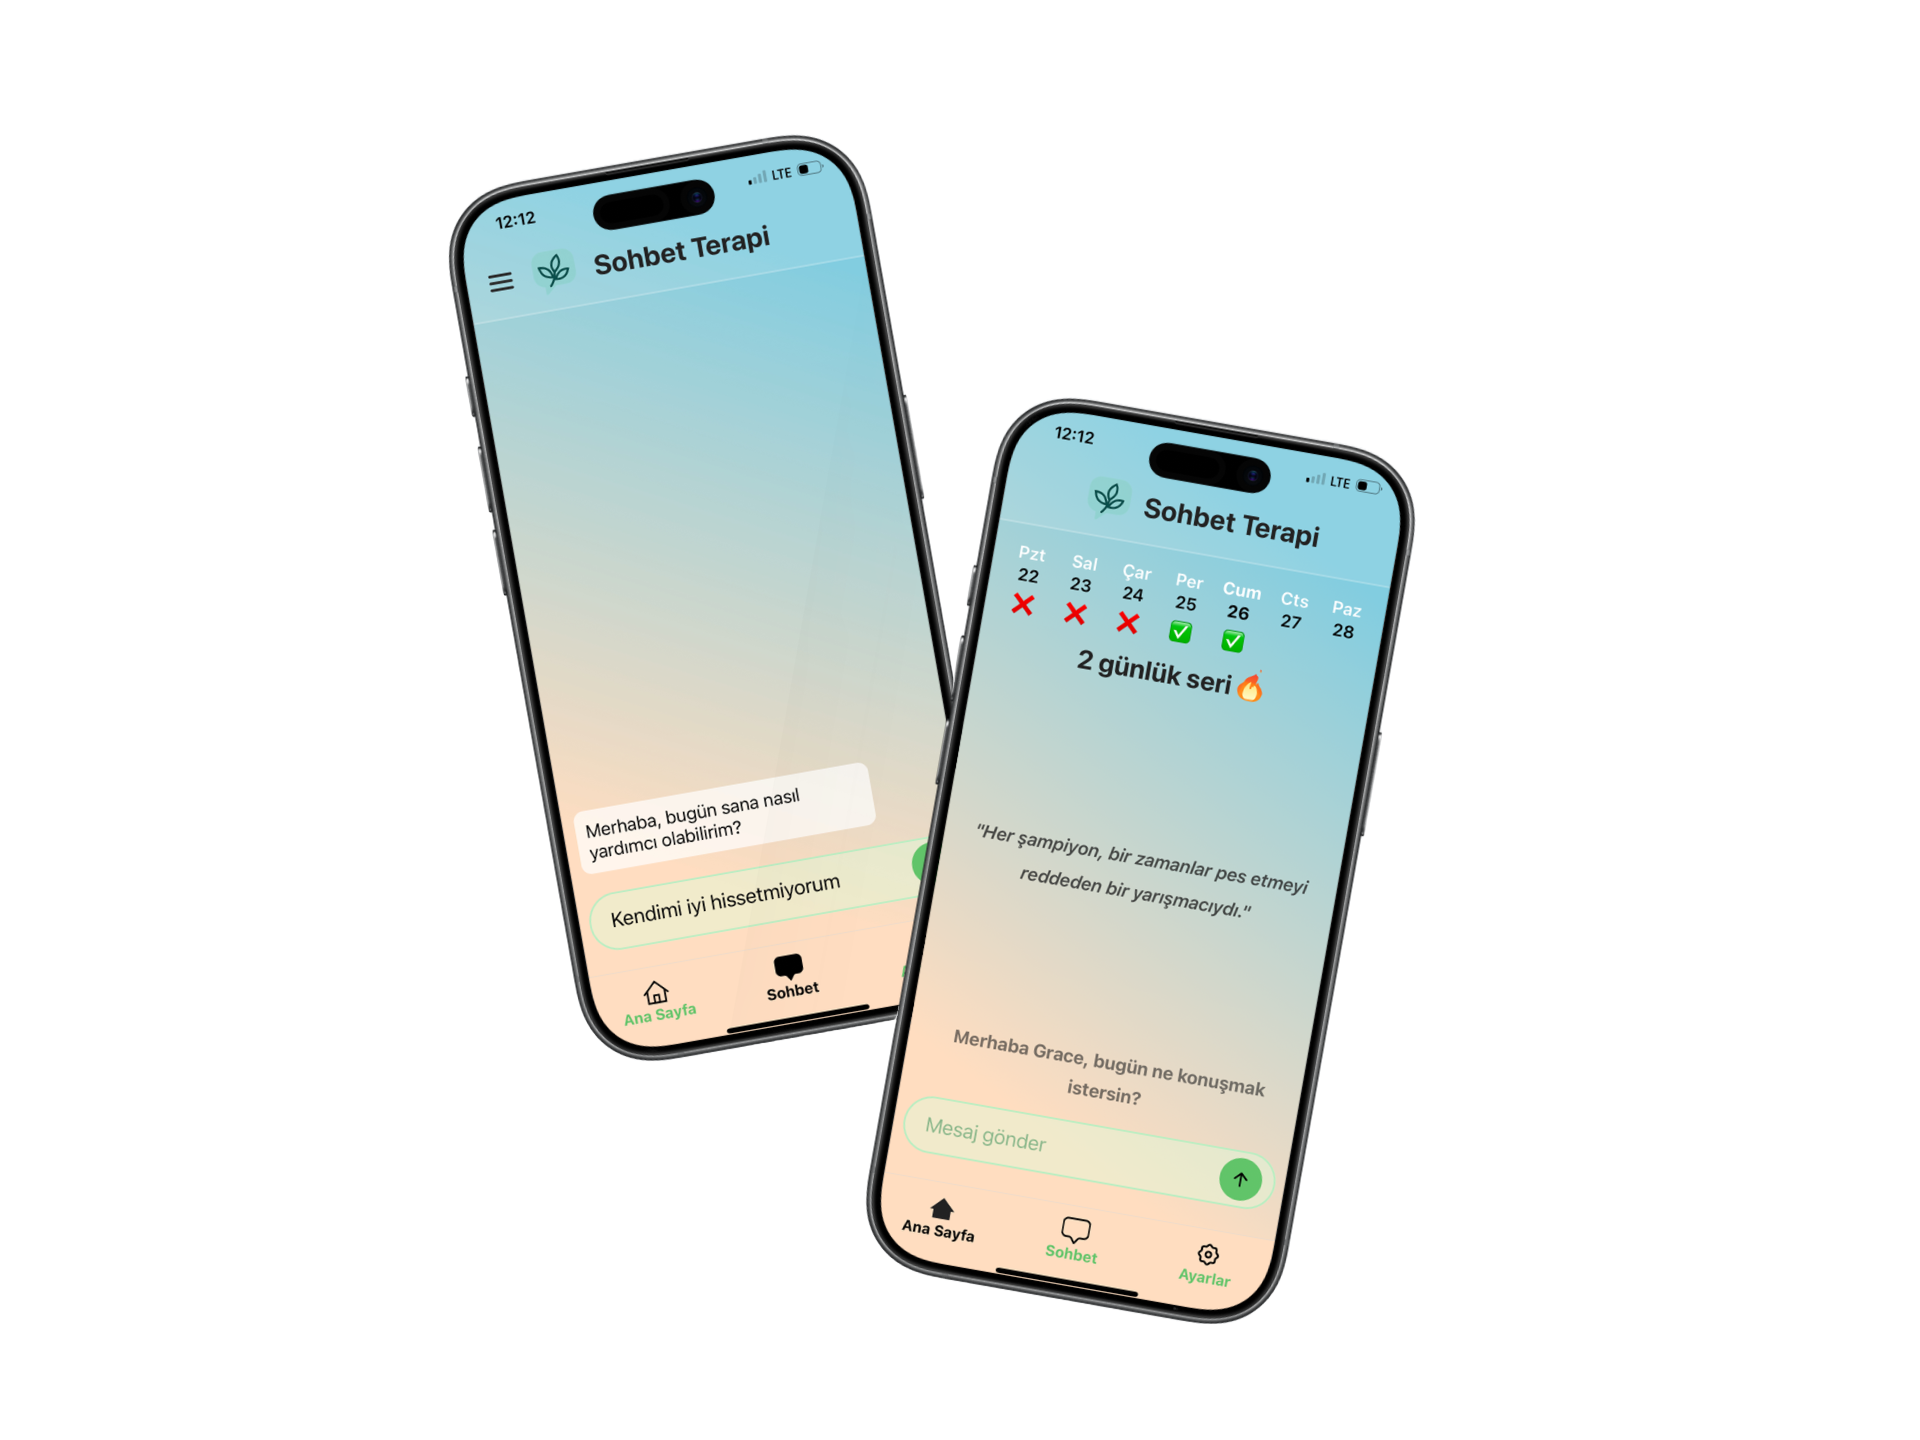 12:12
LTE
Sohbet Terapi
Merhaba, bugün sana nasıl
yardımcı olabilirim?
Kendimi iyi hissetmiyorum
Ana Sayfa
Sohbet
12:12
LTE
Sohbet Terapi
Pzt Sal Çar Per Cum Cts Paz
22 23 24 25 26 27 28
2 günlük seri
"Her şampiyon, bir zamanlar pes etmeyi
reddeden bir yarışmacıydı."
Merhaba Grace, bugün ne konuşmak
istersin?
Mesaj gönder
Ana Sayfa
Sohbet
Ayarlar